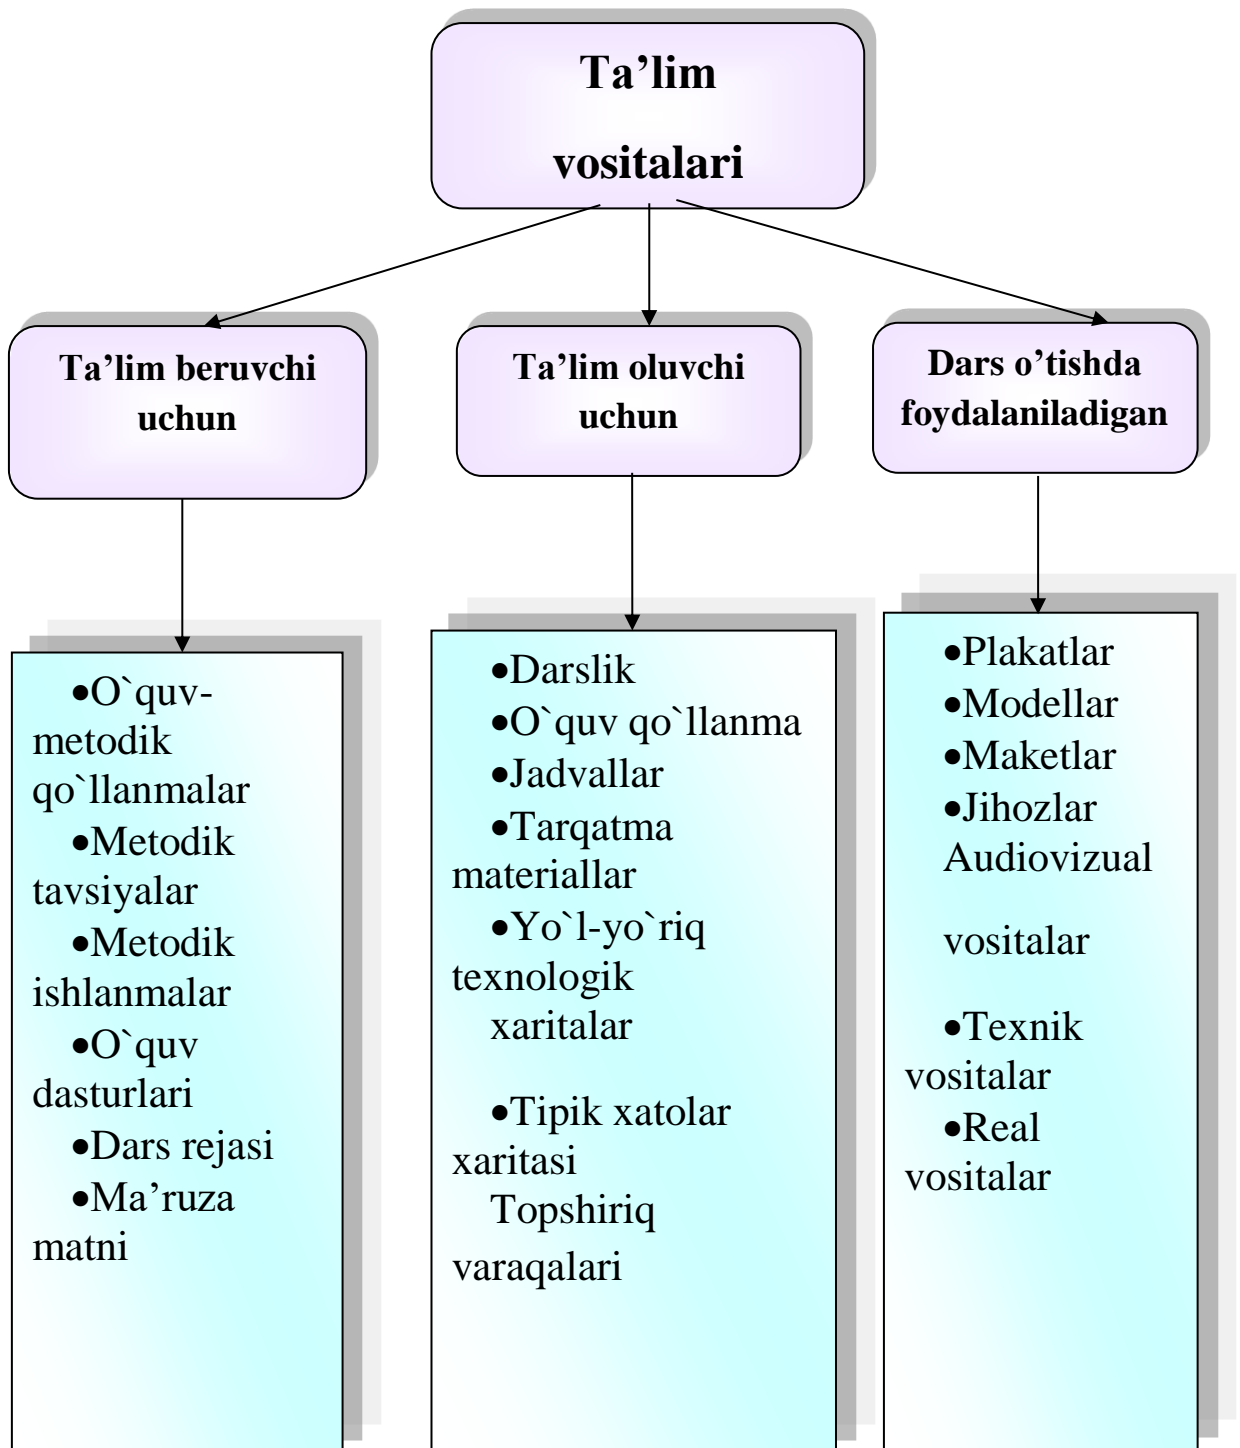 Ta’lim
vositalari
Ta’lim beruvchi
uchun
Ta’lim oluvchi
uchun
Dars o’tishda
foydalaniladigan
•O`quv-
metodik
qo`llanmalar
•Metodik
tavsiyalar
•Metodik
ishlanmalar
•O`quv
dasturlari
•Dars rejasi
•Ma’ruza
matni
•Darslik
•O`quv qo`llanma
•Jadvallar
•Tarqatma
materiallar
•Yo`l-yo`riq
texnologik
xaritalar
•Tipik xatolar
xaritasi
Topshiriq
varaqalari
•Plakatlar
•Modellar
•Maketlar
•Jihozlar
Audiovizual
vositalar
•Texnik
vositalar
•Real
vositalar